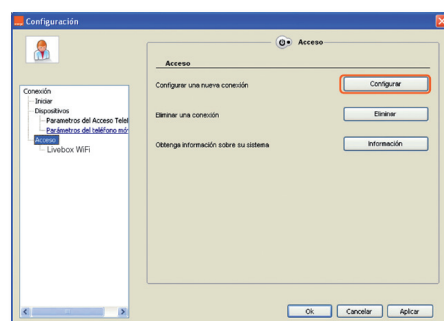 Configuración
Acceso
Acceso
Configurar una nueva conexión
Configurar
Eliminar una conexión
Eliminar
Obtenga información sobre su sistema
Información
Conexión
Iniciar
Dispositivos
Parametros del Acceso Telef
Parámetros del teléfono móv
Acceso
Livebox WiFi
Ok
Cancelar
Aplicar